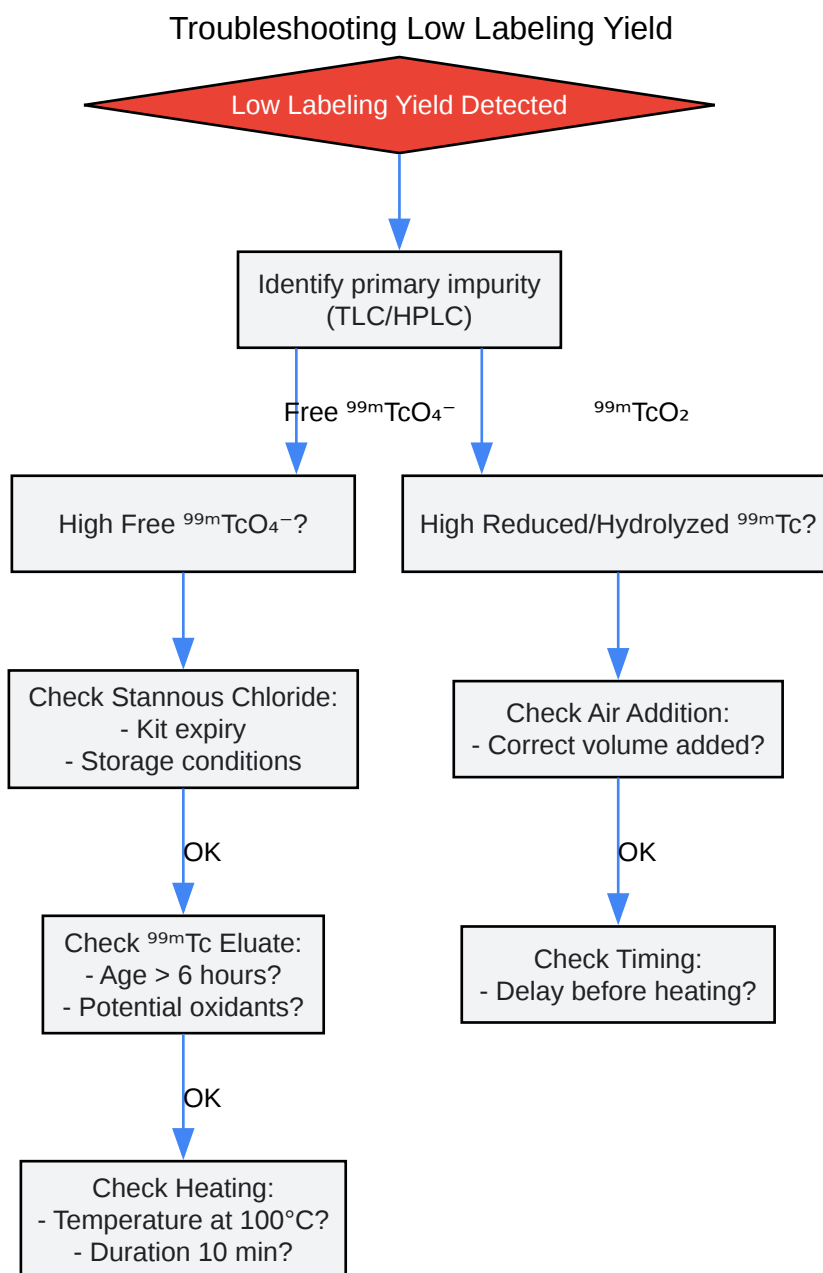 Troubleshooting Low Labeling Yield
Low Labeling Yield Detected
Identify primary impurity
(TLC/HPLC)
Free ⁹⁹ᵐTcO₄⁻
⁹⁹ᵐTcO₂
High Free ⁹⁹ᵐTcO₄⁻?
High Reduced/Hydrolyzed ⁹⁹ᵐTc?
Check Stannous Chloride:
- Kit expiry
- Storage conditions
Check Air Addition:
- Correct volume added?
OK
OK
Check ⁹⁹ᵐTc Eluate:
- Age > 6 hours?
- Potential oxidants?
Check Timing:
- Delay before heating?
OK
Check Heating:
- Temperature at 100°C?
- Duration 10 min?